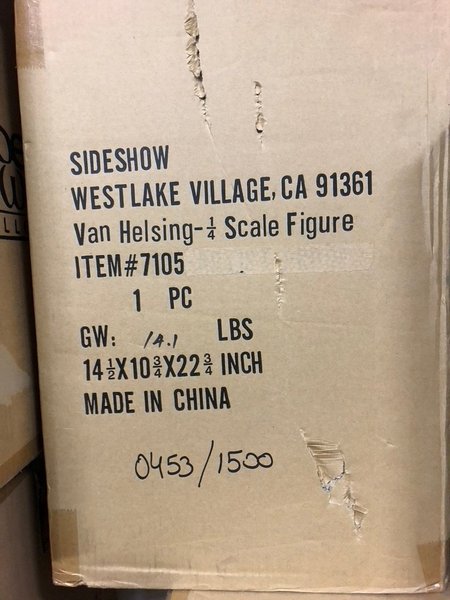 SIDESHOW
WESTLAKE VILLAGE, CA 91361
Van Helsing-¼ Scale Figure
ITEM#7105
1 PC
GW: 14.1 LBS
14½X10¾X22¾ INCH
MADE IN CHINA
0453/1500